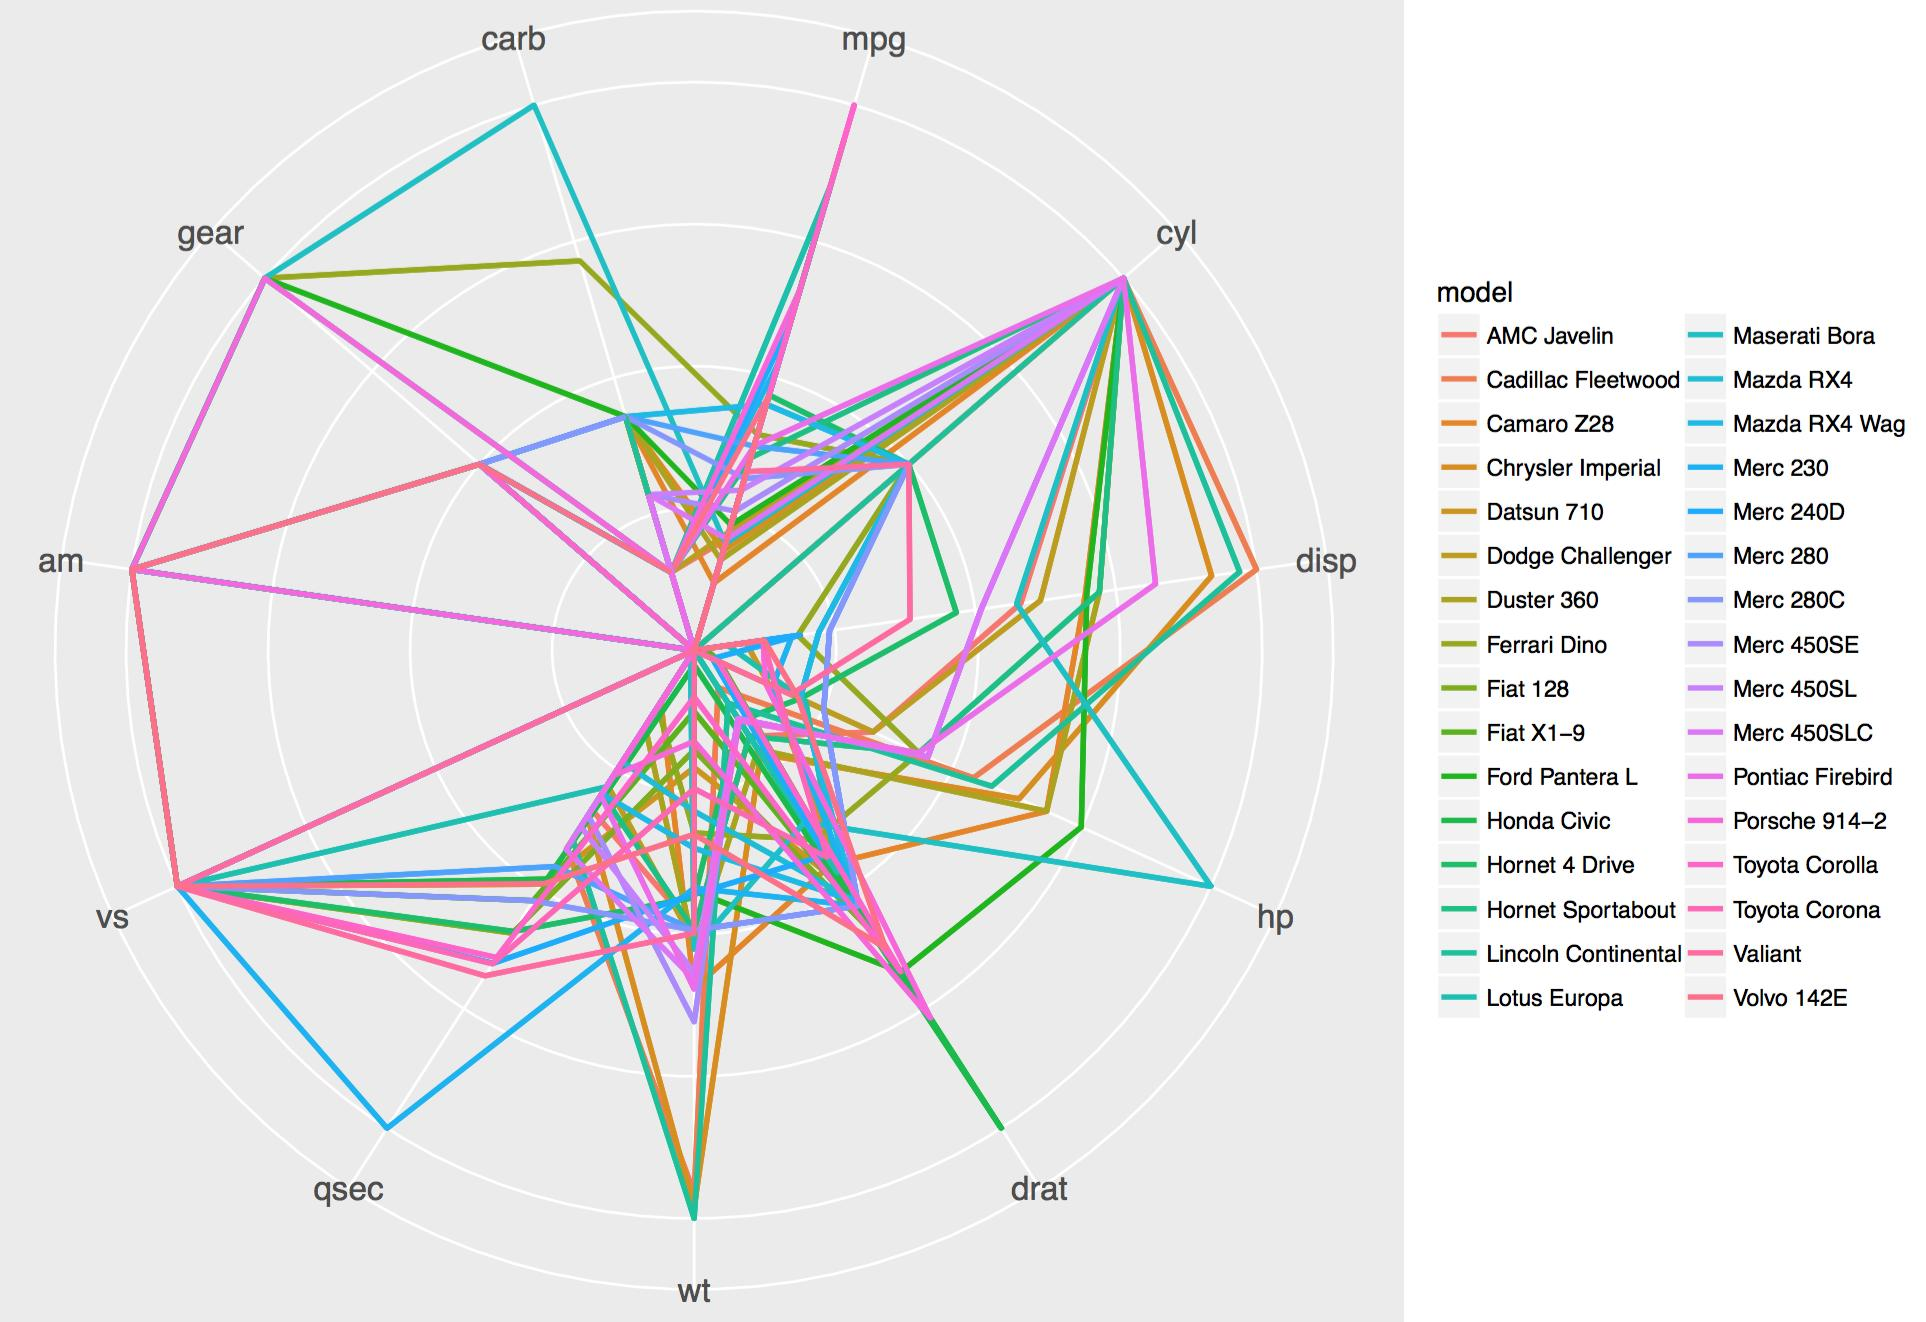 carb
mpg
gear
cyl
am
disp
vs
hp
qsec
drat
wt
model
AMC Javelin
Cadillac Fleetwood
Camaro Z28
Chrysler Imperial
Datsun 710
Dodge Challenger
Duster 360
Ferrari Dino
Fiat 128
Fiat X1−9
Ford Pantera L
Honda Civic
Hornet 4 Drive
Hornet Sportabout
Lincoln Continental
Lotus Europa
Maserati Bora
Mazda RX4
Mazda RX4 Wag
Merc 230
Merc 240D
Merc 280
Merc 280C
Merc 450SE
Merc 450SL
Merc 450SLC
Pontiac Firebird
Porsche 914−2
Toyota Corolla
Toyota Corona
Valiant
Volvo 142E